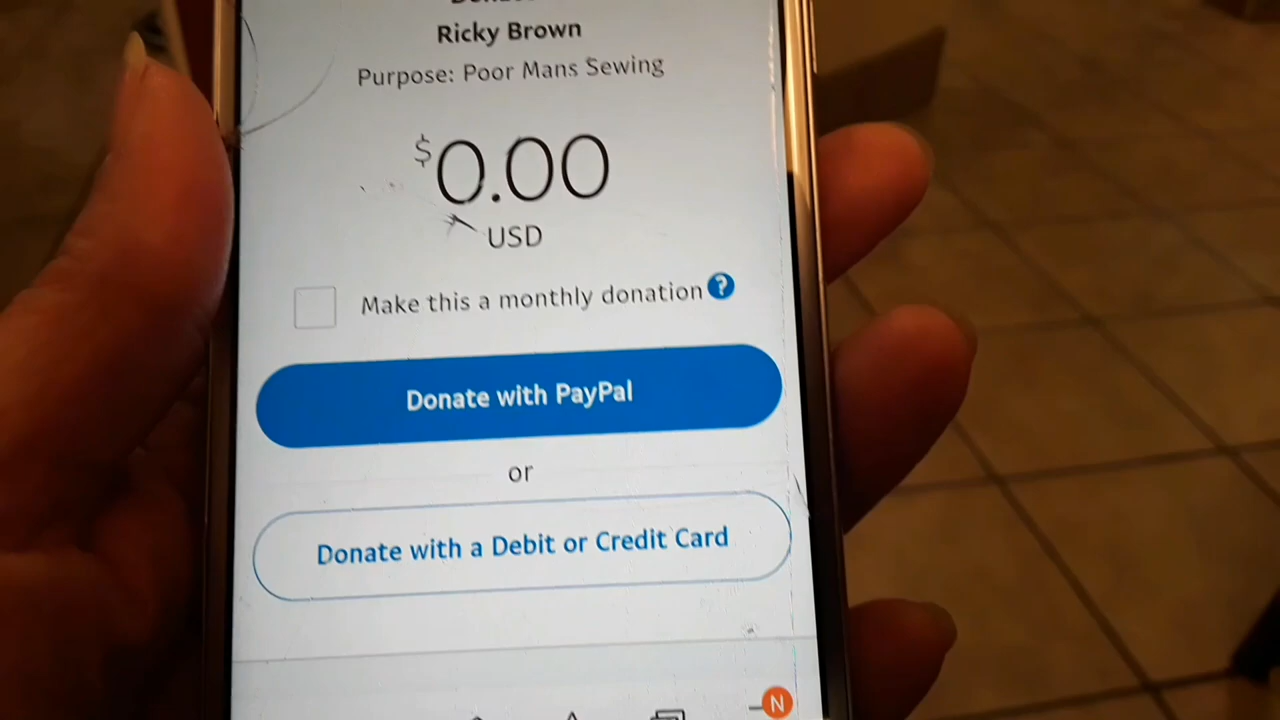 Ricky Brown
Purpose: Poor Mans Sewing
$0.00
USD
Make this a monthly donation ?
Donate with PayPal
or
Donate with a Debit or Credit Card
N